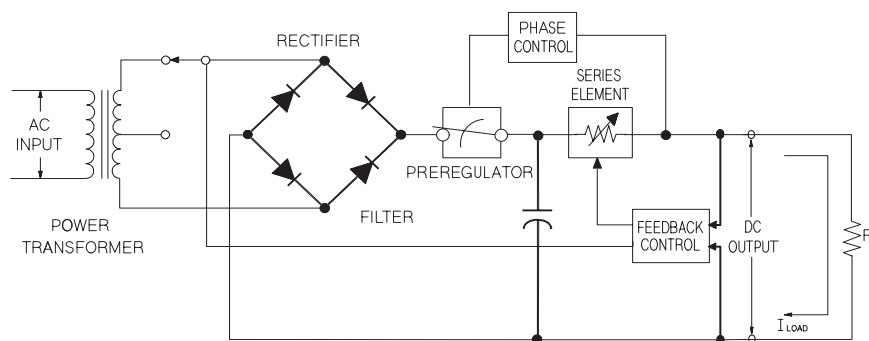 PHASE
CONTROL
RECTIFIER
SERIES
ELEMENT
AC
INPUT
PREREGULATOR
FILTER
POWER
TRANSFORMER
FEEDBACK
CONTROL
DC
OUTPUT
I LOAD